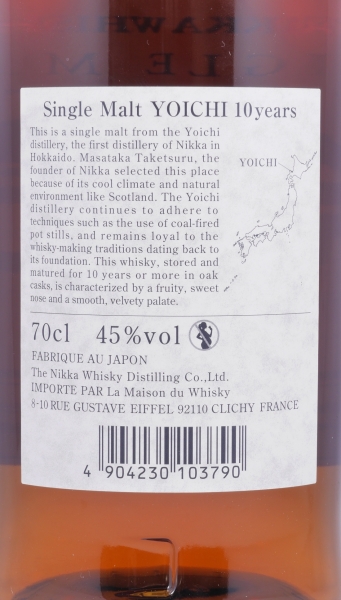 Single Malt YOICHI 10years
This is a single malt from the Yoichi
distillery, the first distillery of Nikka in
Hokkaido. Masataka Taketsuru, the
founder of Nikka selected this place
because of its cool climate and natural
environment like Scotland. The Yoichi
distillery continues to adhere to
techniques such as the use of coal-fired
pot stills, and remains loyal to the
whisky-making traditions dating back to
its foundation. This whisky, stored and
matured for 10 years or more in oak
casks, is characterized by a fruity, sweet
nose and a smooth, velvety palate.
YOICHI
70cl 45%vol
FABRIQUE AU JAPON
The Nikka Whisky Distilling Co.,Ltd.
IMPORTE PAR La Maison du Whisky
8-10 RUE GUSTAVE EIFFEL 92110 CLICHY FRANCE
4 904230 103790